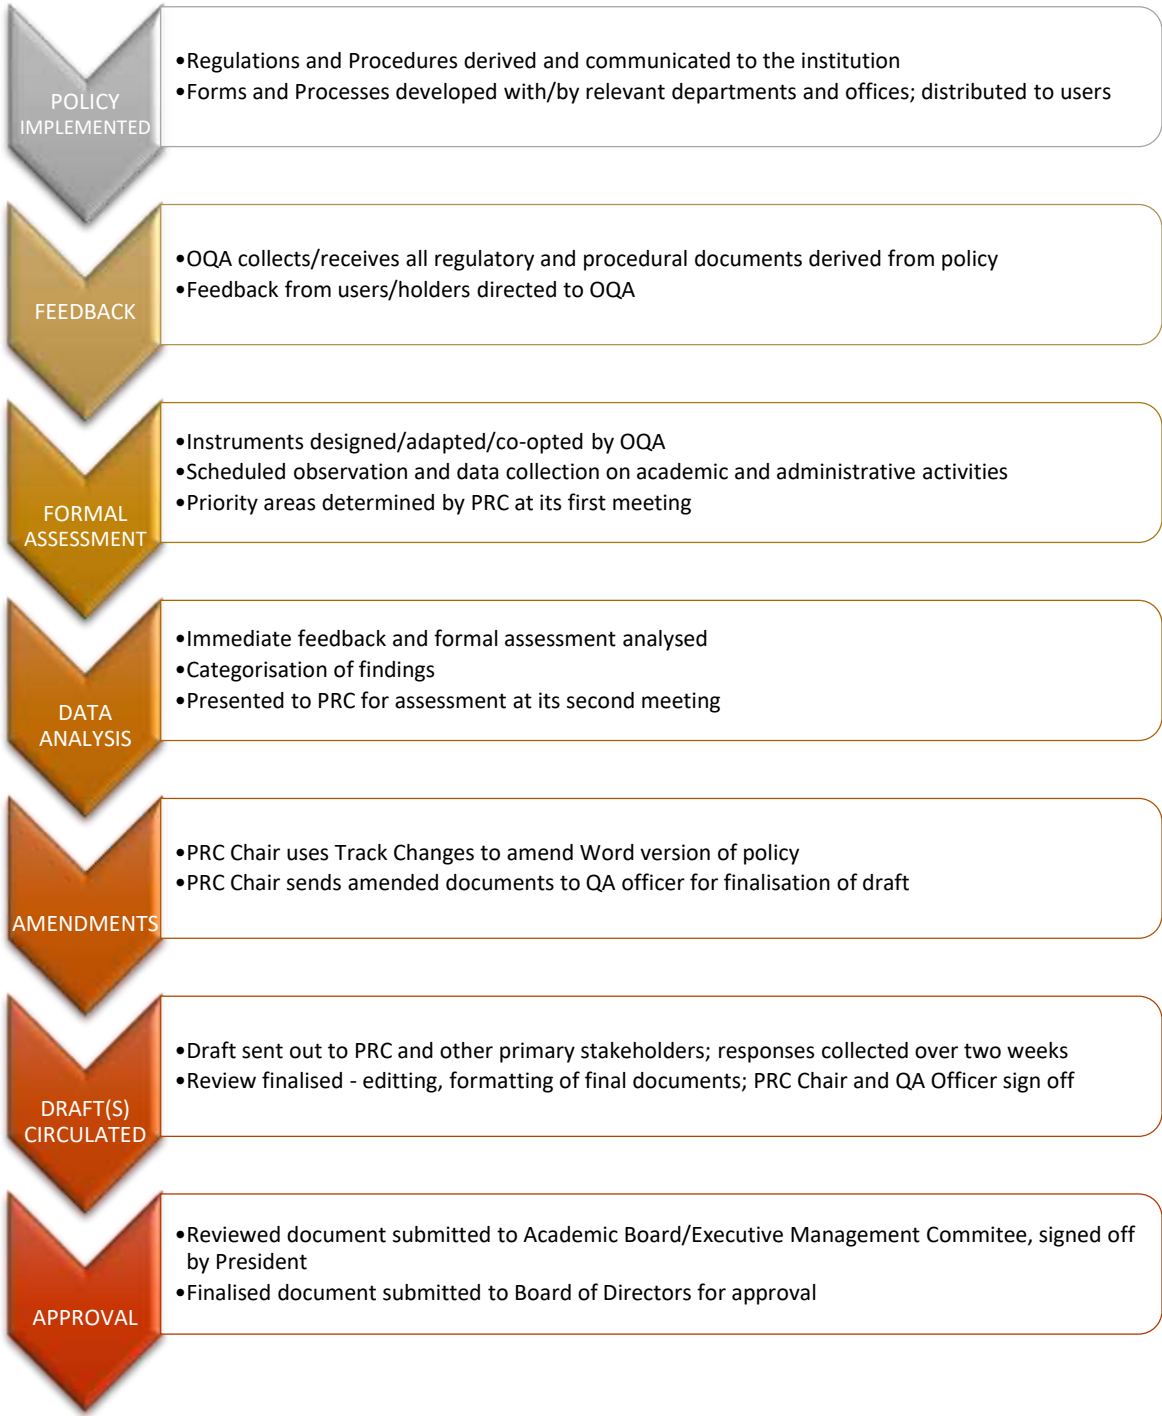 POLICY
IMPLEMENTED
•Regulations and Procedures derived and communicated to the institution
•Forms and Processes developed with/by relevant departments and offices; distributed to users
FEEDBACK
•OQA collects/receives all regulatory and procedural documents derived from policy
•Feedback from users/holders directed to OQA
FORMAL
ASSESSMENT
•Instruments designed/adapted/co-opted by OQA
•Scheduled observation and data collection on academic and administrative activities
•Priority areas determined by PRC at its first meeting
DATA
ANALYSIS
•Immediate feedback and formal assessment analysed
•Categorisation of findings
•Presented to PRC for assessment at its second meeting
AMENDMENTS
•PRC Chair uses Track Changes to amend Word version of policy
•PRC Chair sends amended documents to QA officer for finalisation of draft
DRAFT(S)
CIRCULATED
•Draft sent out to PRC and other primary stakeholders; responses collected over two weeks
•Review finalised - editting, formatting of final documents; PRC Chair and QA Officer sign off
APPROVAL
•Reviewed document submitted to Academic Board/Executive Management Commitee, signed off
by President
•Finalised document submitted to Board of Directors for approval